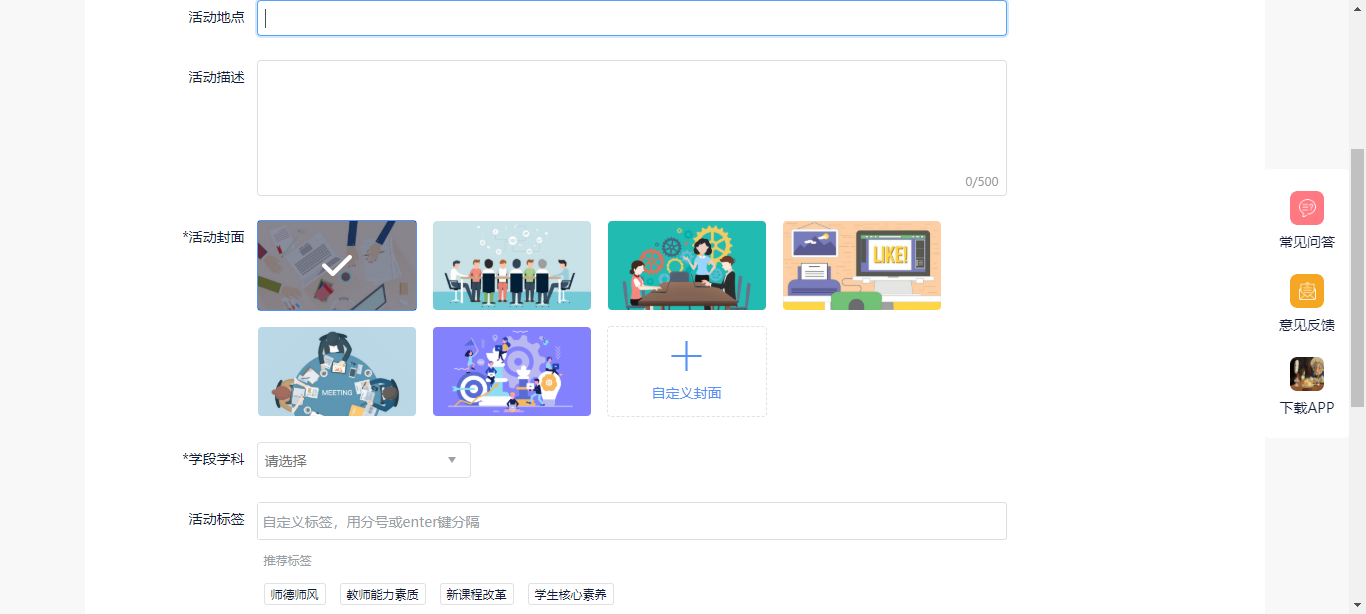 活动地点
活动描述
0/500
*活动封面
LIKE!
MEETING
自定义封面
*学段学科
请选择
活动标签
自定义标签，用分号或enter键分隔
推荐标签
师德师风 教师能力素质 新课程改革 学生核心素养
常见问答
意见反馈
下载APP